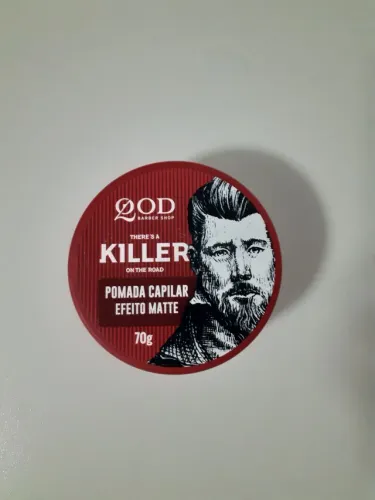 QOD
BARBER SHOP
THERE'S A
KILLER
ON THE ROAD
POMADA CAPILAR
EFEITO MATTE
70g